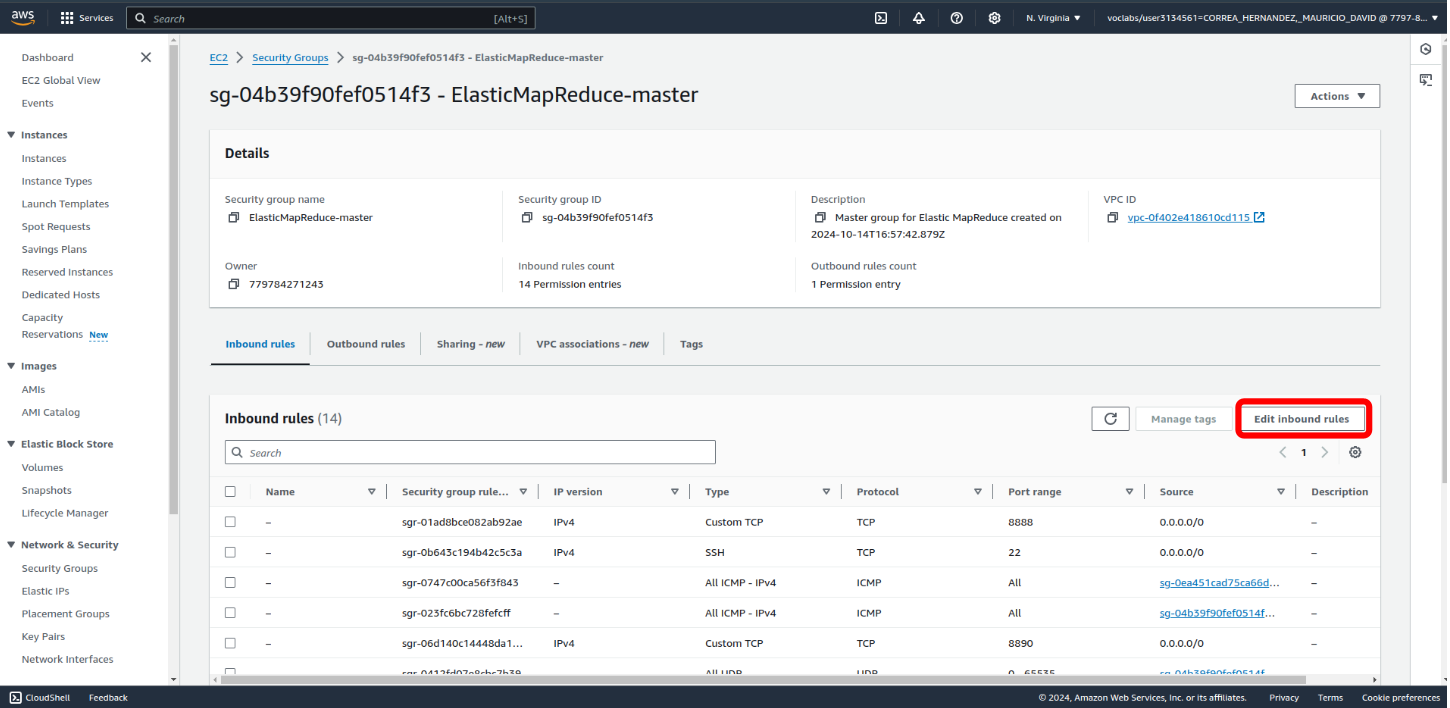 aws
Services
Search [Alt+S]
N. Virginia
voclabs/user3134561=CORREA_HERNANDEZ,_MAURICIO_DAVID @ 7797-8...
Dashboard
EC2 Global View
Events
Instances
Instances
Instance Types
Launch Templates
Spot Requests
Savings Plans
Reserved Instances
Dedicated Hosts
Capacity
Reservations New
Images
AMIs
AMI Catalog
Elastic Block Store
Volumes
Snapshots
Lifecycle Manager
Network & Security
Security Groups
Elastic IPs
Placement Groups
Key Pairs
Network Interfaces
EC2 > Security Groups > sg-04b39f90fef0514f3 - ElasticMapReduce-master
sg-04b39f90fef0514f3 - ElasticMapReduce-master
Actions
Details
Security group name
ElasticMapReduce-master
Security group ID
sg-04b39f90fef0514f3
Description
Master group for Elastic MapReduce created on
2024-10-14T16:57:42.879Z
VPC ID
vpc-0f402e418610cd115
Owner
779784271243
Inbound rules count
14 Permission entries
Outbound rules count
1 Permission entry
Inbound rules Outbound rules Sharing - new VPC associations - new Tags
Inbound rules (14)
Manage tags Edit inbound rules
Search
1
Name Security group rule... IP version Type Protocol Port range Source Description
– sgr-01ad8bce082ab92ae IPv4 Custom TCP TCP 8888 0.0.0.0/0 –
– sgr-0b643c194b42c5c3a IPv4 SSH TCP 22 0.0.0.0/0 –
– sgr-0747c00ca56f3f843 – All ICMP - IPv4 ICMP All sg-0ea451cad75ca66d... –
– sgr-023fc6bc728fefcff – All ICMP - IPv4 ICMP All sg-04b39f90fef0514f... –
– sgr-06d140c14448da1... IPv4 Custom TCP TCP 8890 0.0.0.0/0 –
All UDP UDP 0 - 65535 sg-04b39f90fef0514f...
CloudShell Feedback
© 2024, Amazon Web Services, Inc. or its affiliates. Privacy Terms Cookie preferences